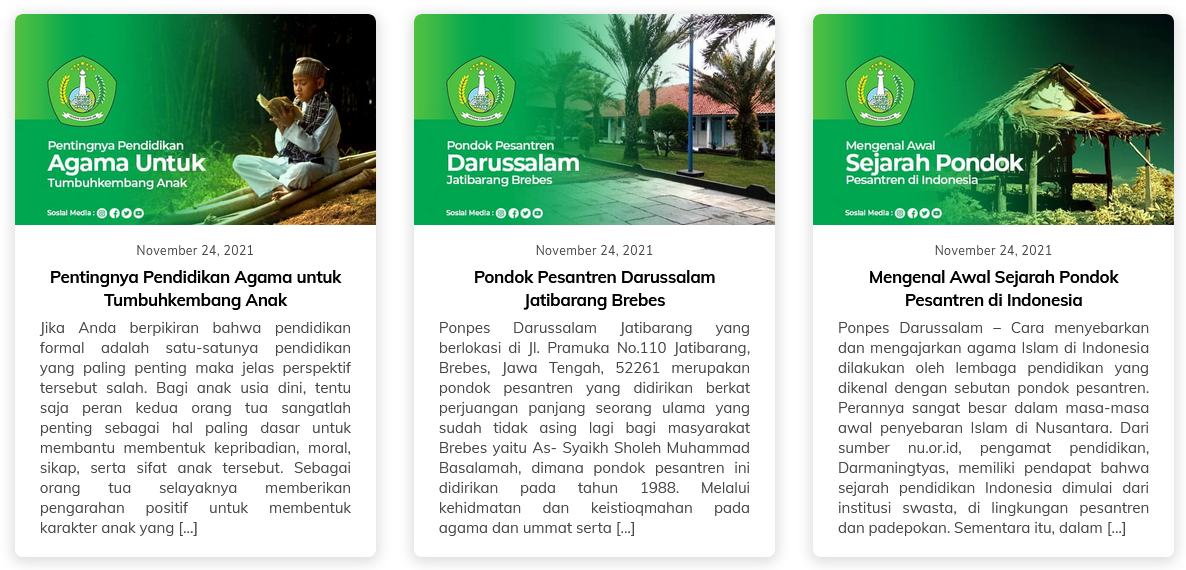 Pentingnya Pendidikan
Agama Untuk
Tumbuhkembang Anak
Sosial Media :
November 24, 2021
Pentingnya Pendidikan Agama untuk
Tumbuhkembang Anak
Jika Anda berpikiran bahwa pendidikan
formal adalah satu-satunya pendidikan
yang paling penting maka jelas perspektif
tersebut salah. Bagi anak usia dini, tentu
saja peran kedua orang tua sangatlah
penting sebagai hal paling dasar untuk
membantu membentuk kepribadian, moral,
sikap, serta sifat anak tersebut. Sebagai
orang tua selayaknya memberikan
pengarahan positif untuk membentuk
karakter anak yang [...]
Pondok Pesantren
Darussalam
Jatibarang Brebes
Sosial Media :
November 24, 2021
Pondok Pesantren Darussalam
Jatibarang Brebes
Ponpes Darussalam Jatibarang yang
berlokasi di Jl. Pramuka No.110 Jatibarang,
Brebes, Jawa Tengah, 52261 merupakan
pondok pesantren yang didirikan berkat
perjuangan panjang seorang ulama yang
sudah tidak asing lagi bagi masyarakat
Brebes yaitu As- Syaikh Sholeh Muhammad
Basalamah, dimana pondok pesantren ini
didirikan pada tahun 1988. Melalui
kehidmatan dan keistioqmahan pada
agama dan ummat serta [...]
Mengenal Awal
Sejarah Pondok
Pesantren di Indonesia
Sosial Media :
November 24, 2021
Mengenal Awal Sejarah Pondok
Pesantren di Indonesia
Ponpes Darussalam – Cara menyebarkan
dan mengajarkan agama Islam di Indonesia
dilakukan oleh lembaga pendidikan yang
dikenal dengan sebutan pondok pesantren.
Perannya sangat besar dalam masa-masa
awal penyebaran Islam di Nusantara. Dari
sumber nu.or.id, pengamat pendidikan,
Darmaningtyas, memiliki pendapat bahwa
sejarah pendidikan Indonesia dimulai dari
institusi swasta, di lingkungan pesantren
dan padepokan. Sementara itu, dalam [...]